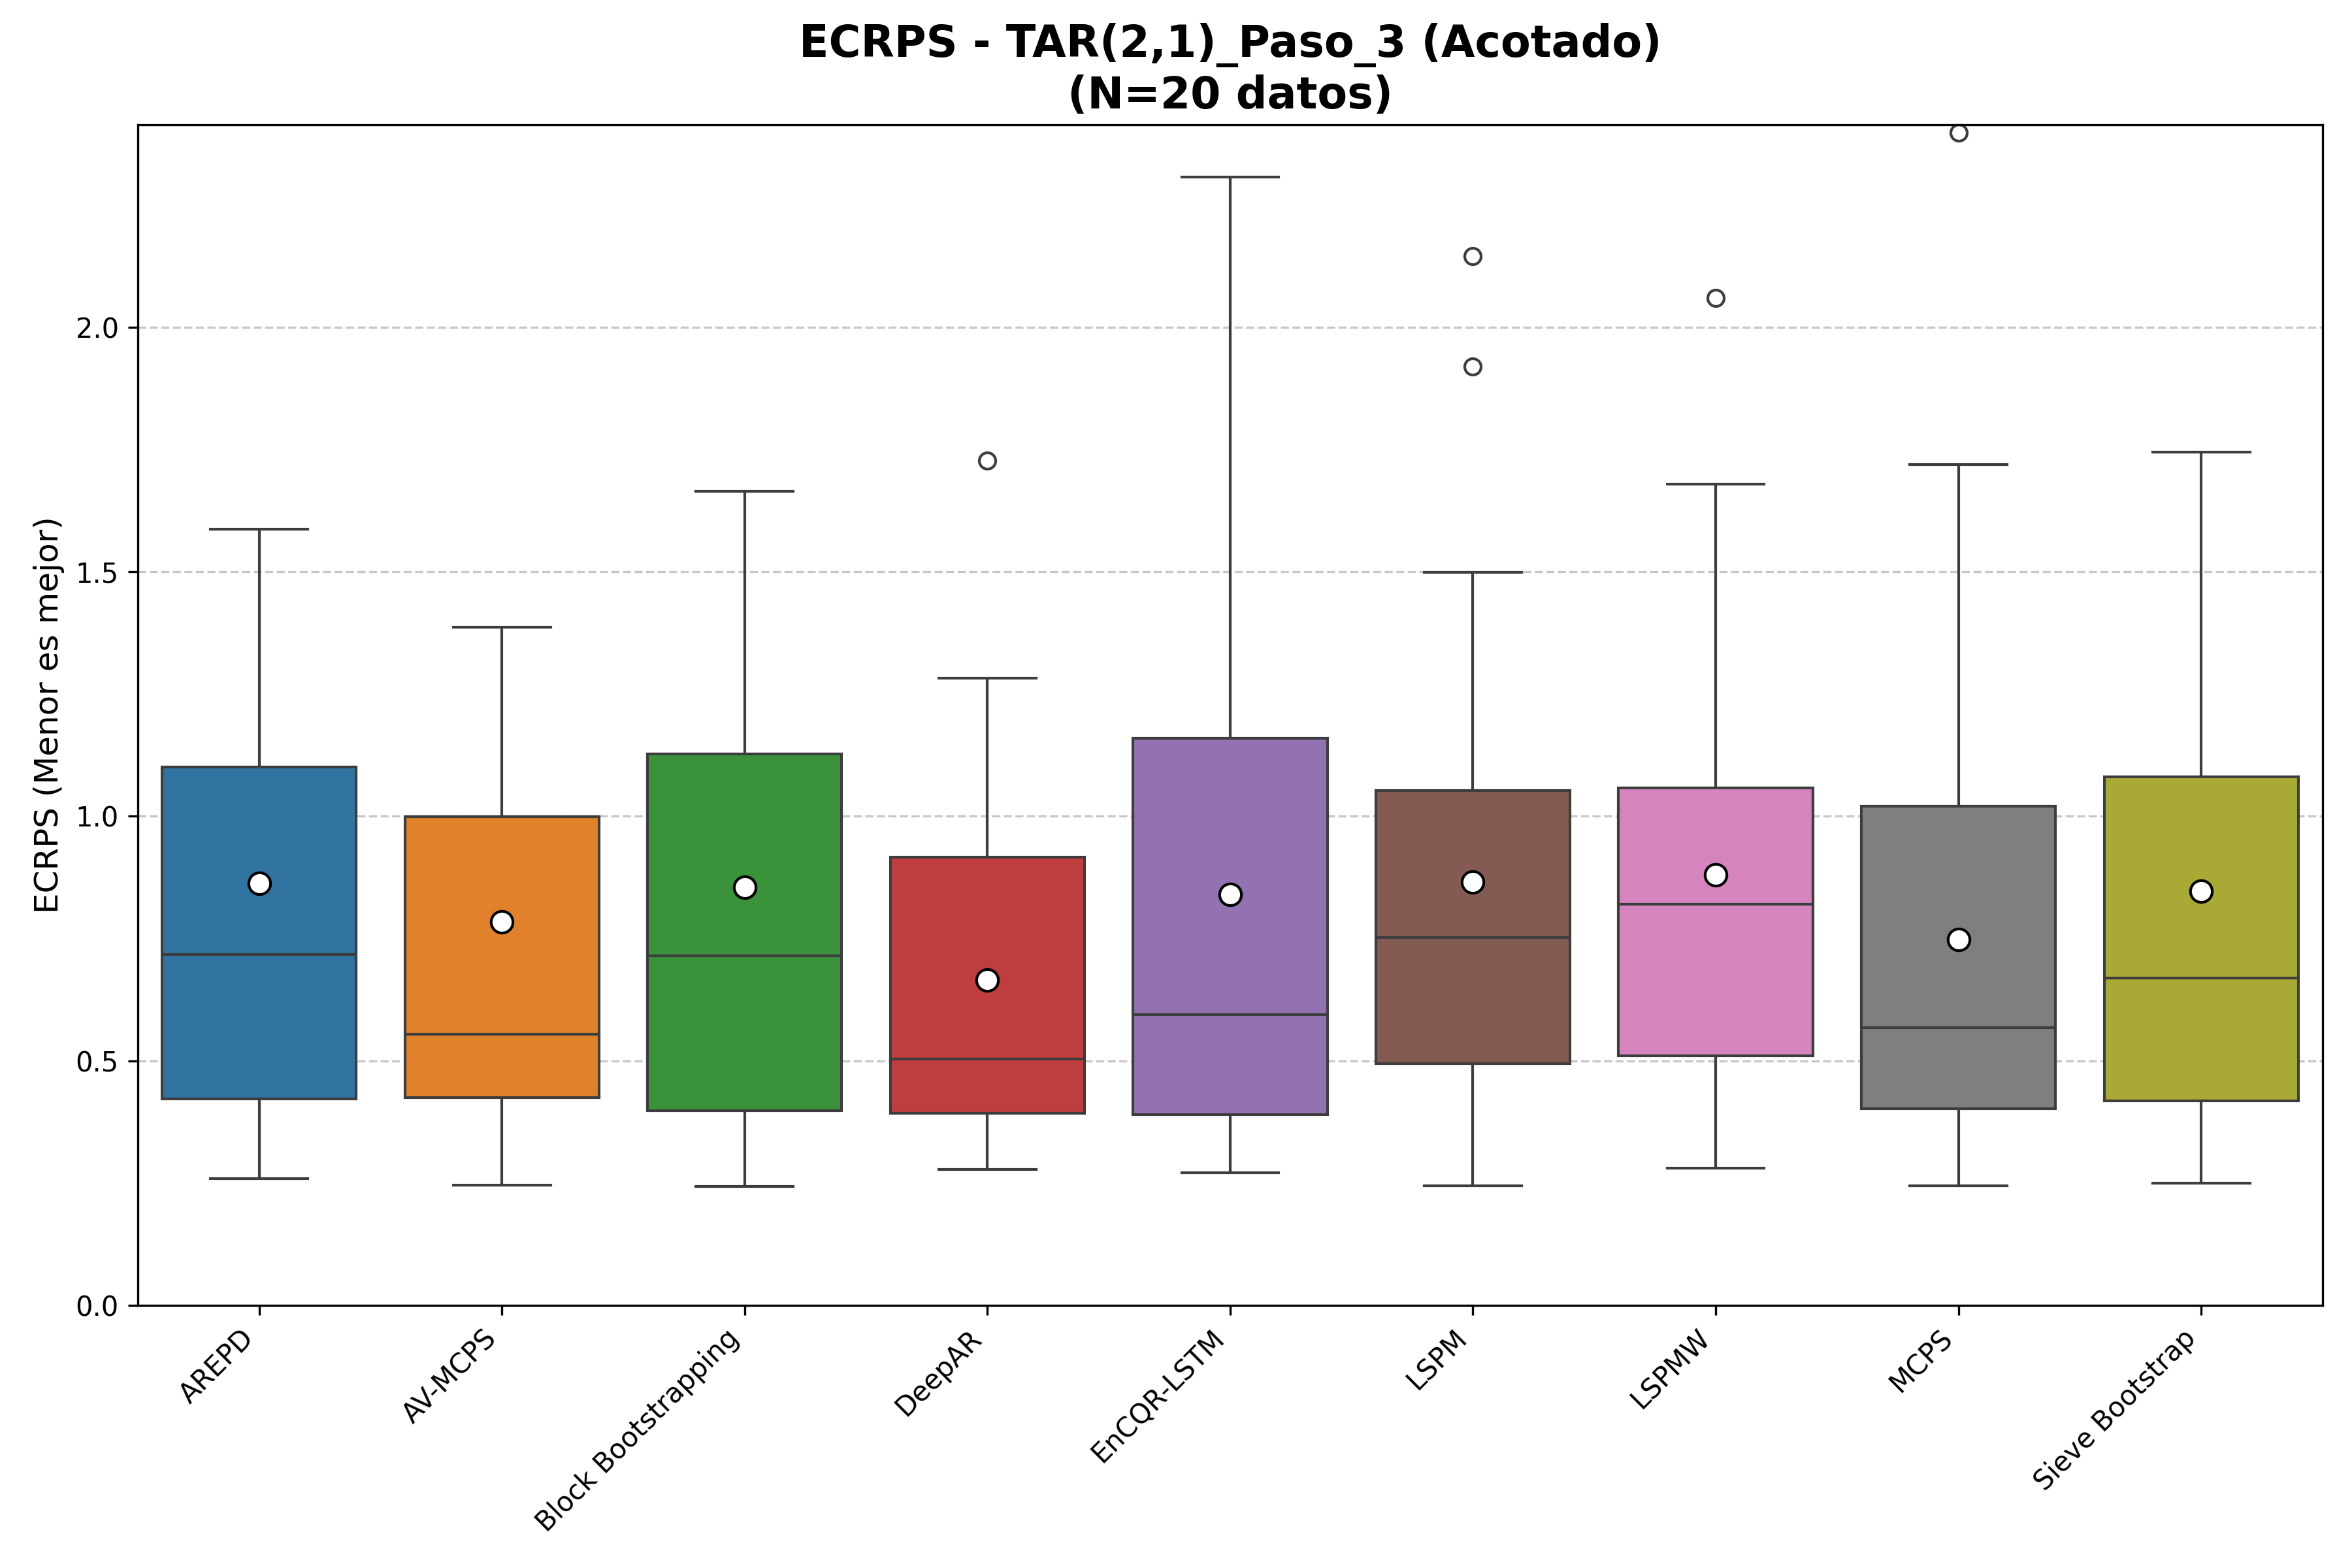 ECRPS - TAR(2,1)_Paso_3 (Acotado)
(N=20 datos)
ECRPS (Menor es mejor)
2.0
1.5
1.0
0.5
0.0
AREPD
AV-MCPS
Block Bootstrapping
DeepAR
EnCQR-LSTM
LSPM
LSPMW
MCPS
Sieve Bootstrap